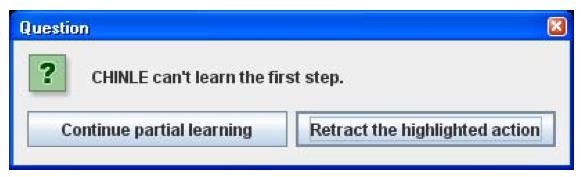 Question
? CHINLE can't learn the first step.
Continue partial learning Retract the highlighted action